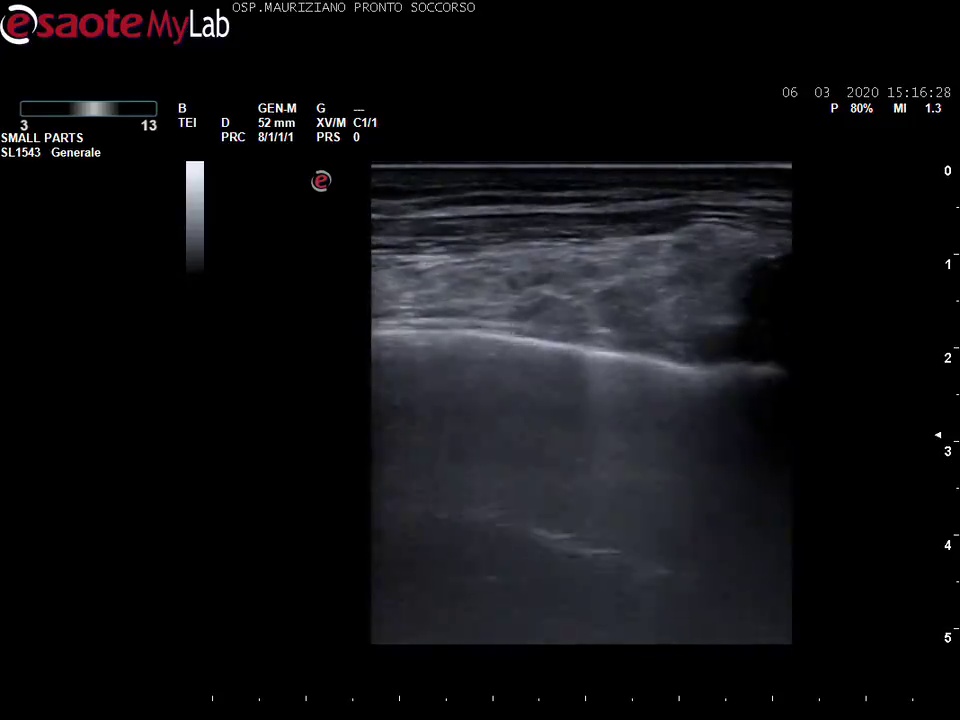 OSP.MAURIZIANO PRONTO SOCCORSO
esaote MyLab
06 03 2020 15:16:28
P 80% MI 1.3
B GEN-M G ---
TEI D 52 mm XV/M C1/1
PRC 8/1/1/1 PRS 0
3 13
SMALL PARTS
SL1543 Generale
e
0
1
2
3
4
5